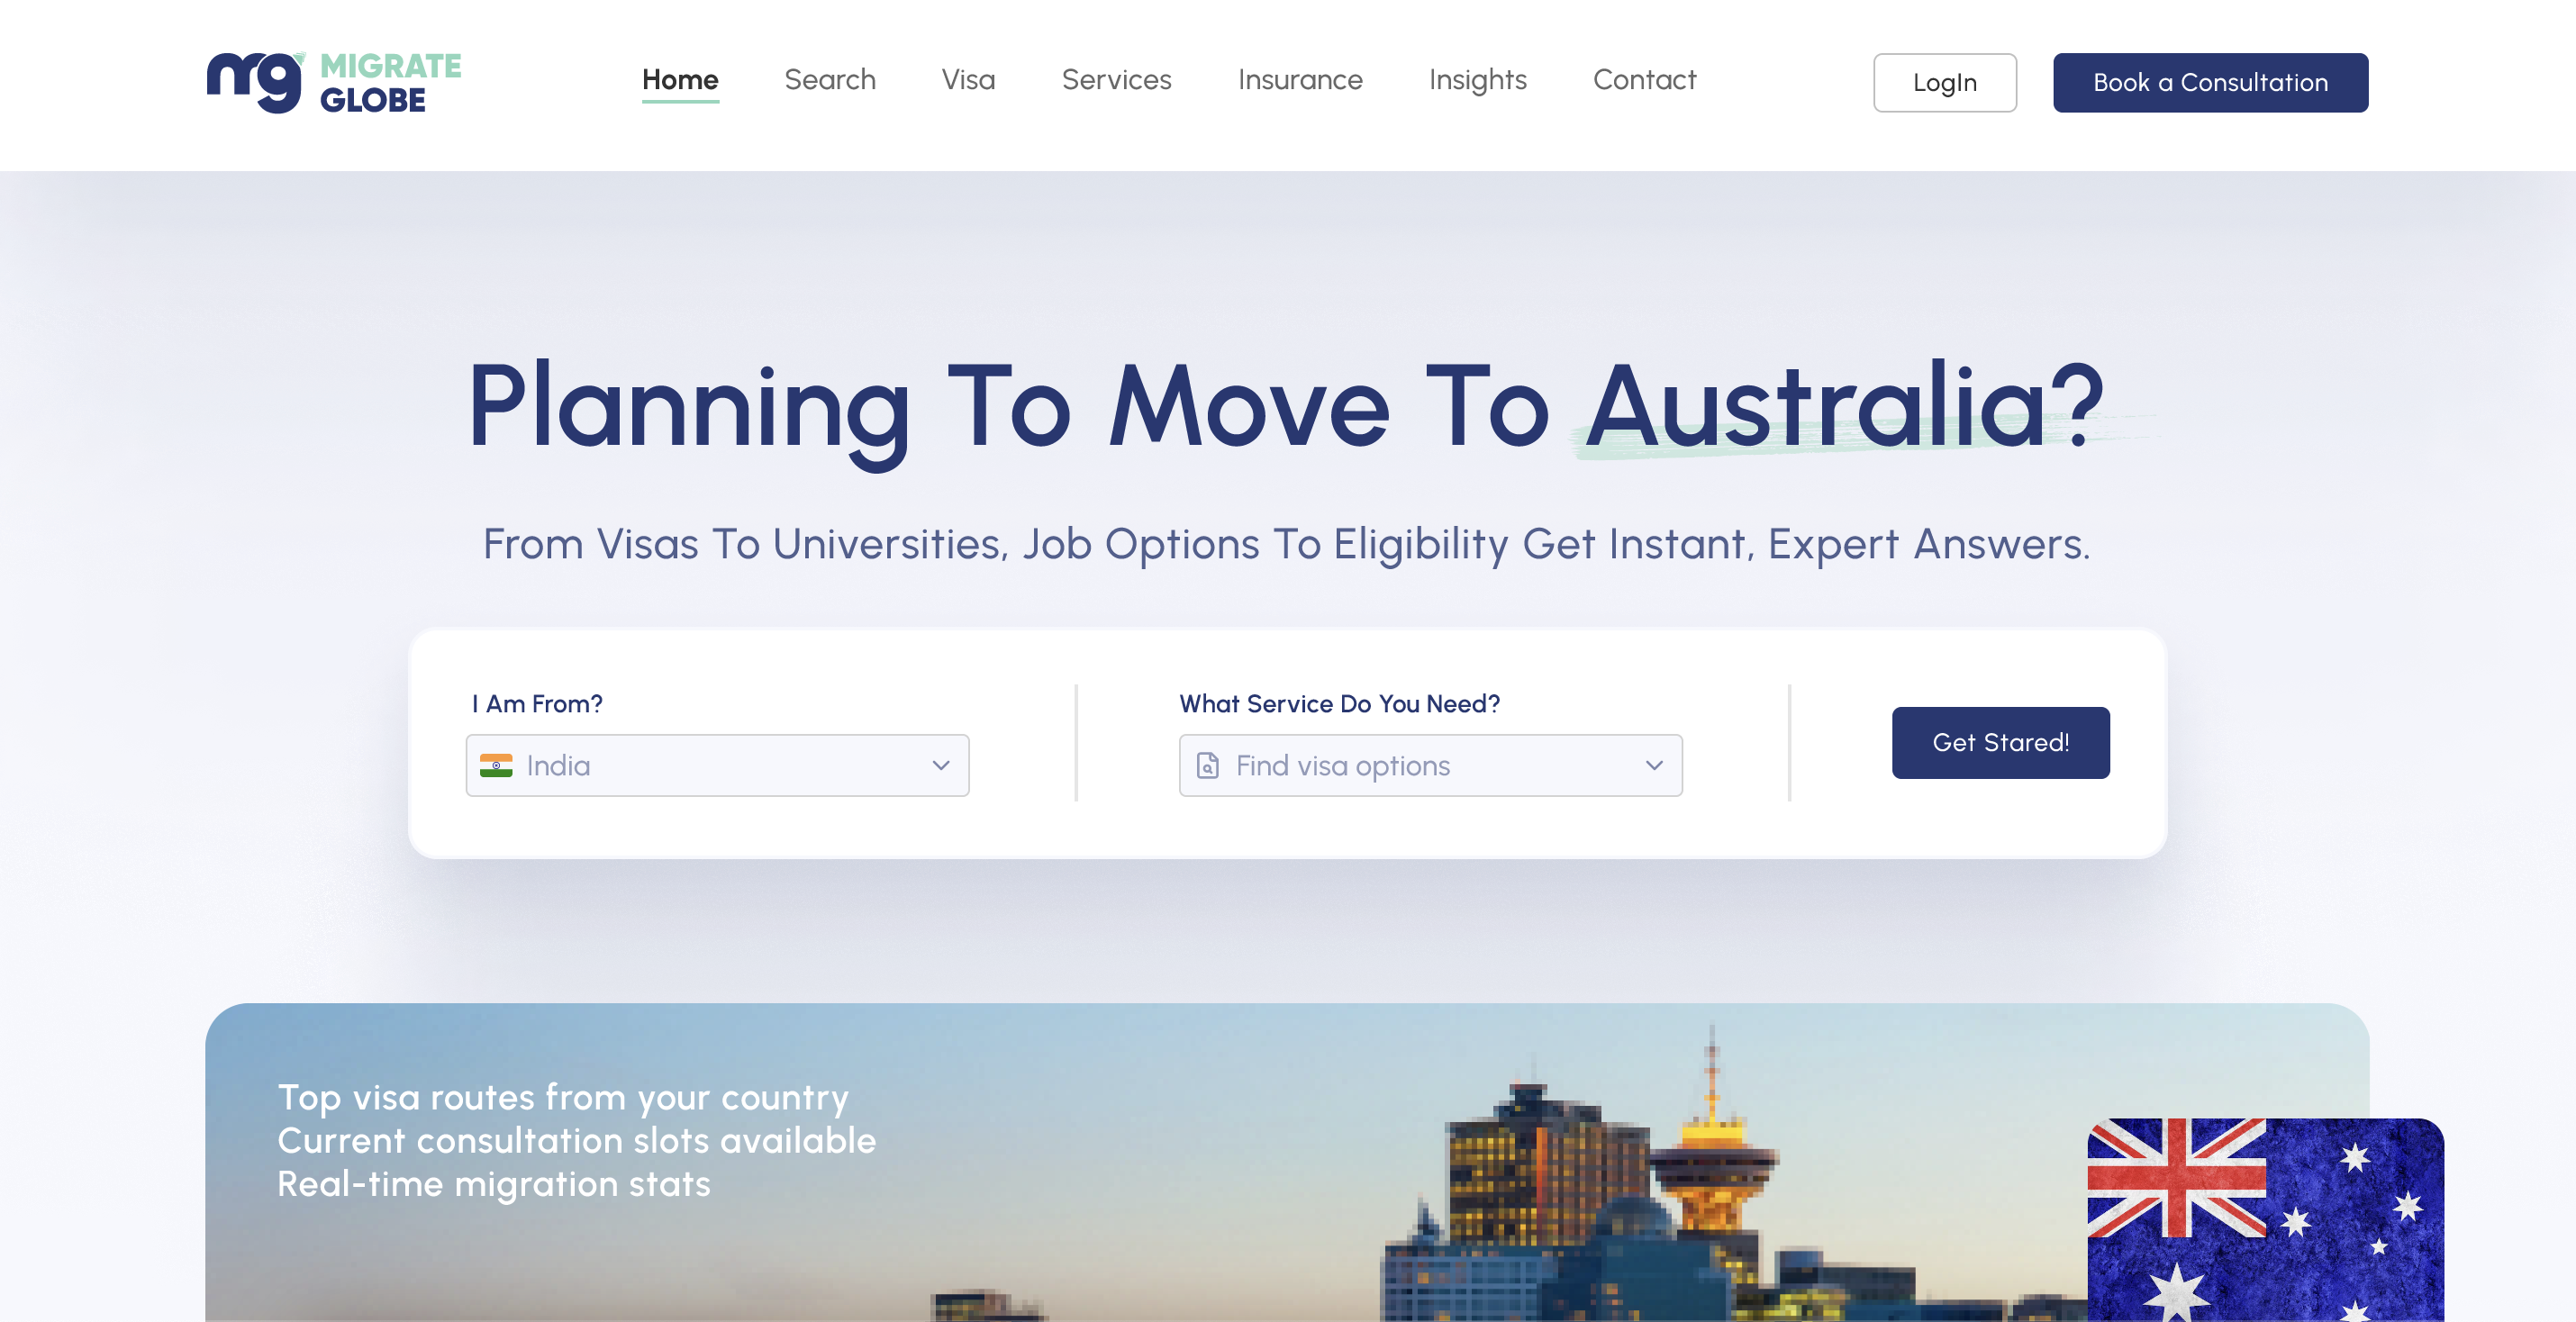 mg MIGRATE
GLOBE
Home Search Visa Services Insurance Insights Contact
LogIn
Book a Consultation
Planning To Move To Australia?
From Visas To Universities, Job Options To Eligibility Get Instant, Expert Answers.
I Am From?
India
What Service Do You Need?
Find visa options
Get Stared!
Top visa routes from your country
Current consultation slots available
Real-time migration stats